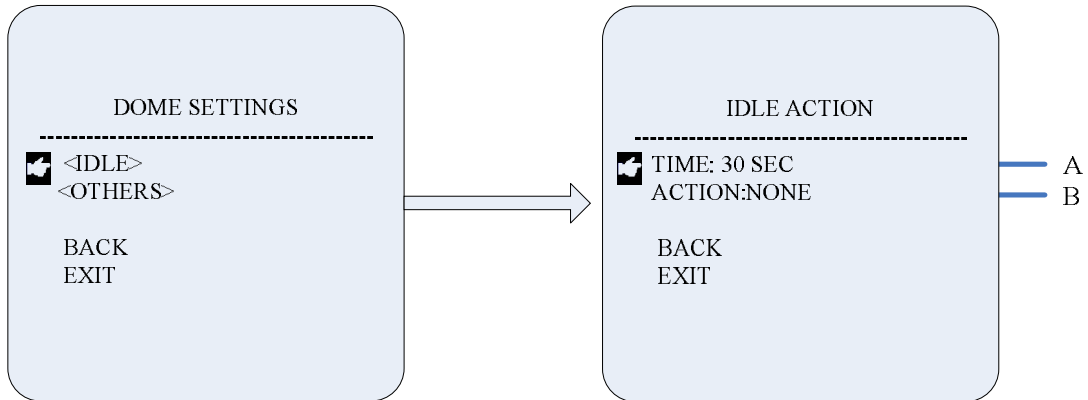 DOME SETTINGS
<IDLE>
<OTHERS>
BACK
EXIT
IDLE ACTION
TIME: 30 SEC
ACTION:NONE
BACK
EXIT
A
B